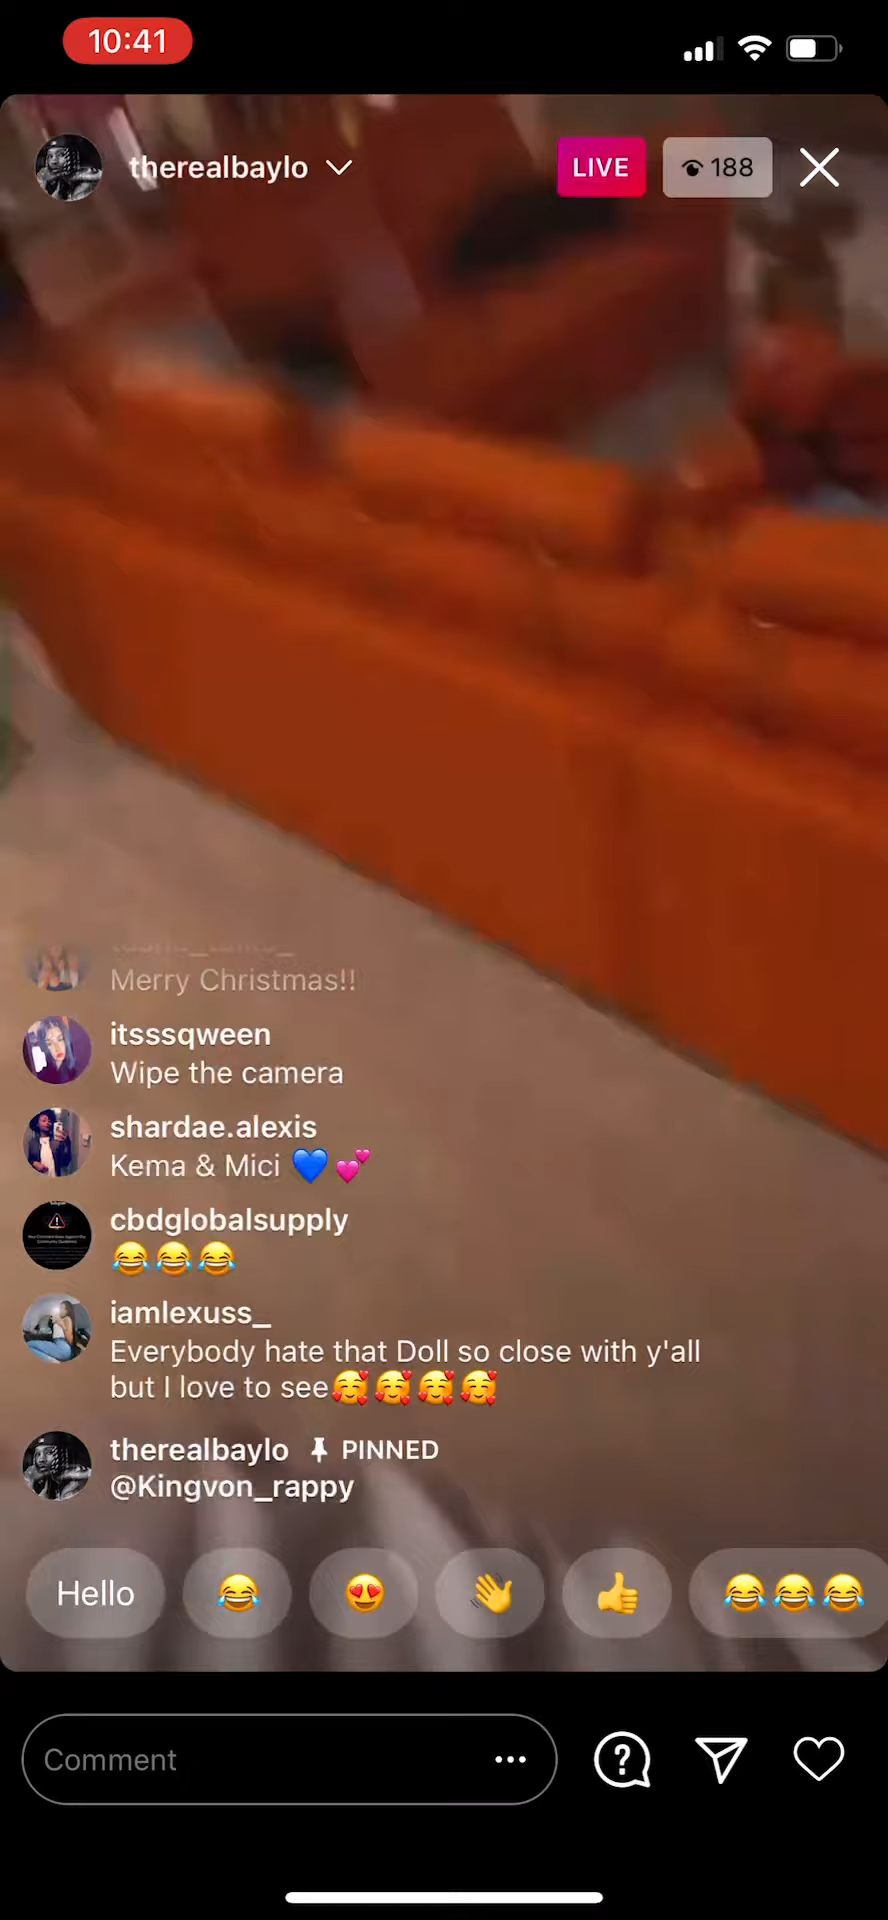 10:41
therealbaylo
LIVE
188
Merry Christmas!!
itsssqween
Wipe the camera
shardae.alexis
Kema & Mici 💙 💕
cbdglobalsupply
😂😂😂
iamlexuss_
Everybody hate that Doll so close with y'all
but I love to see🥰🥰🥰🥰
therealbaylo 📌 PINNED
@Kingvon_rappy
Hello 😂 😍 👋 👍 😂😂😂
Comment